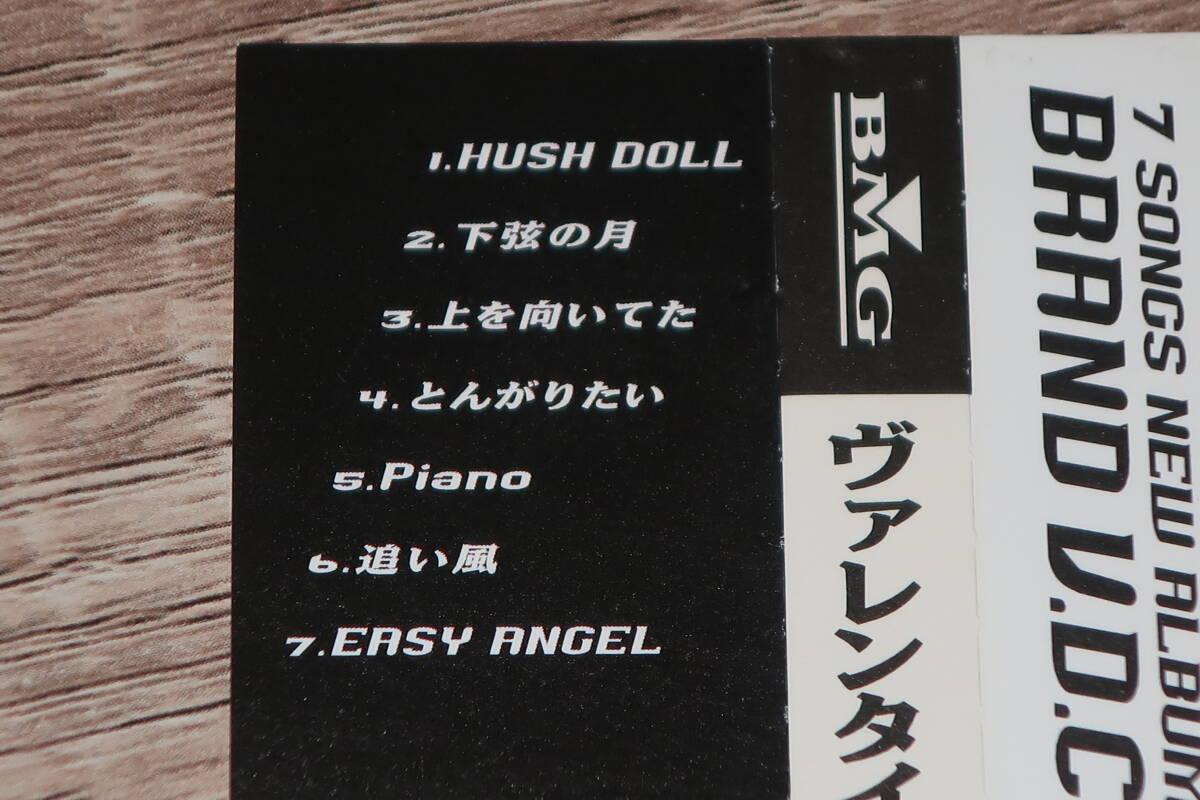 1.HUSH DOLL
2.下弦の月
3.上を向いてた
4.とんがりたい
5.Piano
6.追い風
7.EASY ANGEL
BMG
ヴァレンタイ
7 SONGS NEW ALBUM
BRAND V.D.C